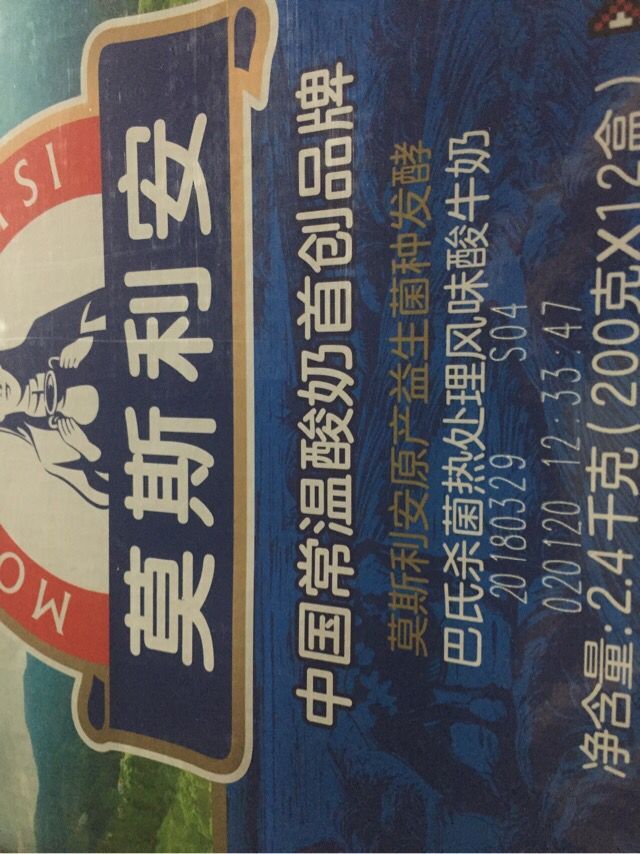 莫斯利安
MO
ISI
中国常温酸奶首创品牌
莫斯利安原产益生菌种发酵
巴氏杀菌热处理风味酸牛奶
20180329 S04
020120 12:33:47
净含量:2.4千克(200克X12盒)